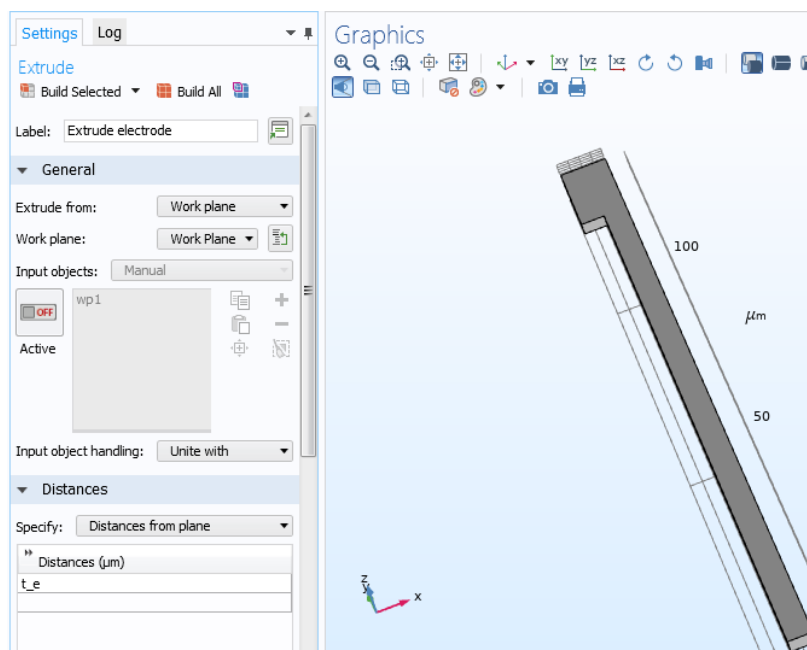 Settings Log
Extrude
Build Selected Build All
Label: Extrude electrode
General
Extrude from: Work plane
Work plane: Work Plane
Input objects: Manual
wp1
OFF
Active
Input object handling: Unite with
Distances
Specify: Distances from plane
Distances (µm)
t_e
Graphics
xy yz xz
100
µm
50
z
y
x